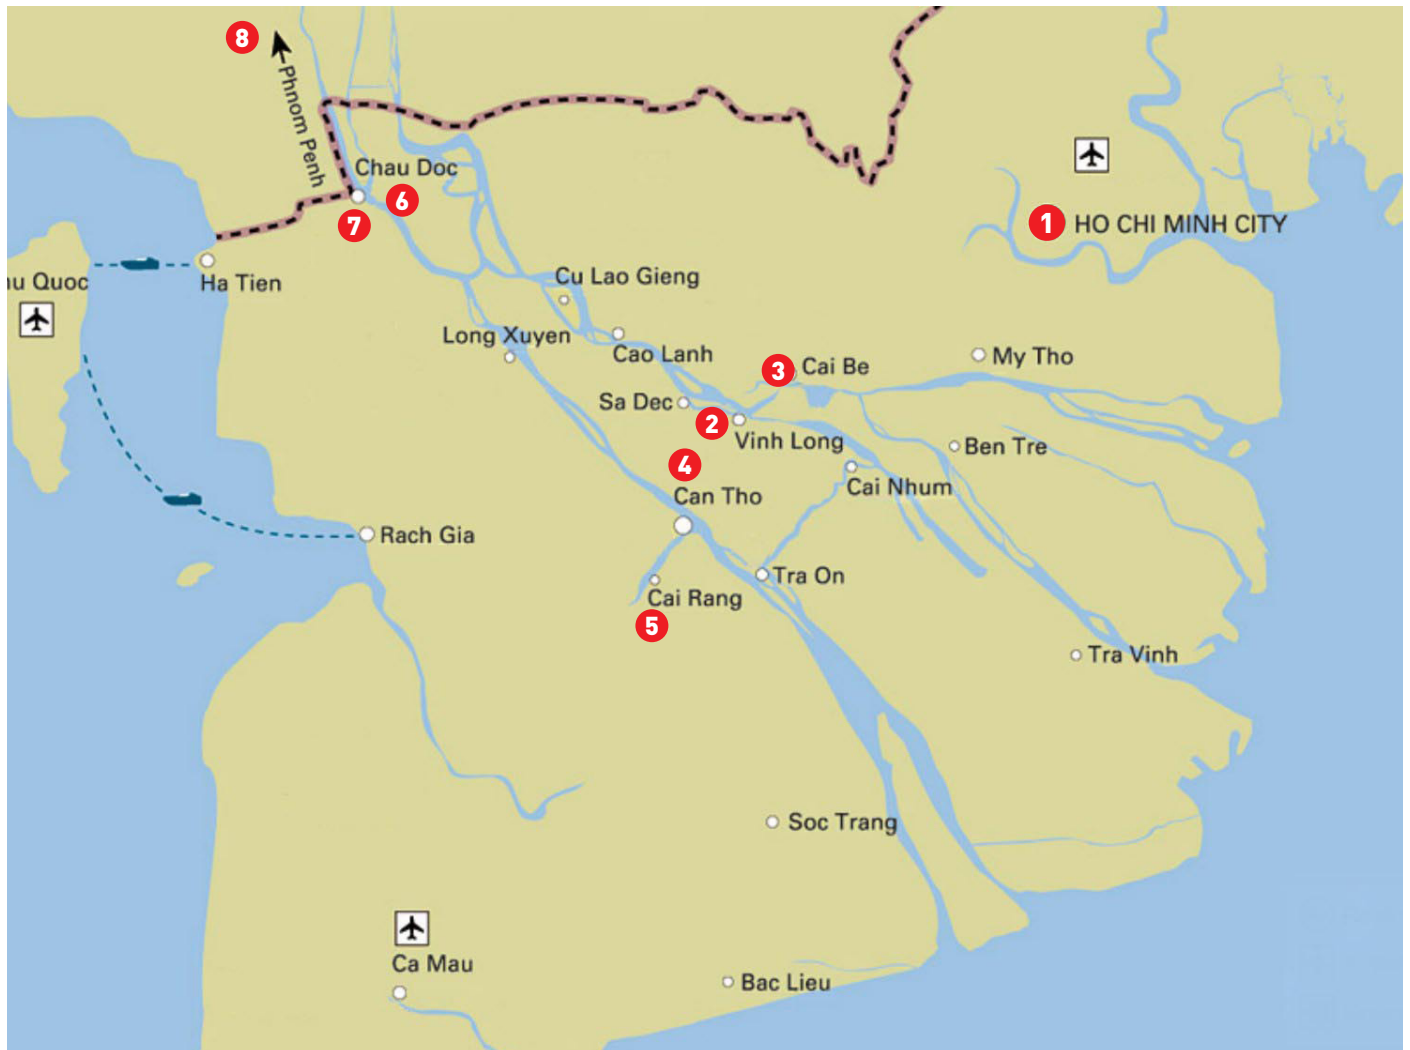 8
Phnom Penh
Chau Doc
6
7
1 HO CHI MINH CITY
Ha Tien
Cu Lao Gieng
hu Quoc
Long Xuyen
Cao Lanh
My Tho
3 Cai Be
Sa Dec
2
Vinh Long
Ben Tre
4
Cai Nhum
Can Tho
Rach Gia
Tra On
Cai Rang
5
Tra Vinh
Soc Trang
Ca Mau
Bac Lieu